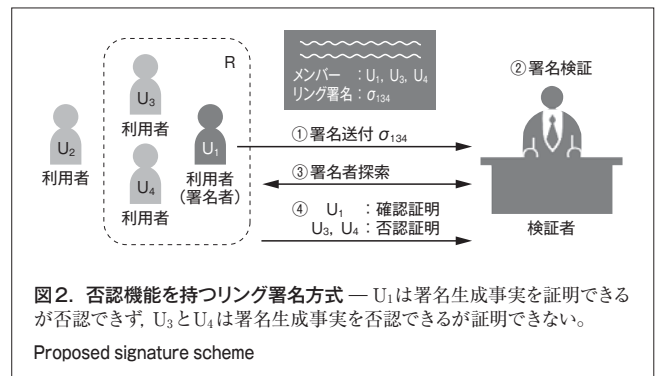 R
U₃
利用者
U₂
利用者
U₄
利用者
U₁
利用者
(署名者)
メンバー :U₁, U₃, U₄
リング署名:σ₁₃₄
①署名送付 σ₁₃₄
③署名者探索
④ U₁ :確認証明
U₃, U₄:否認証明
②署名検証
検証者
図2. 否認機能を持つリング署名方式 — U₁は署名生成事実を証明できる
が否認できず, U₃とU₄は署名生成事実を否認できるが証明できない。
Proposed signature scheme